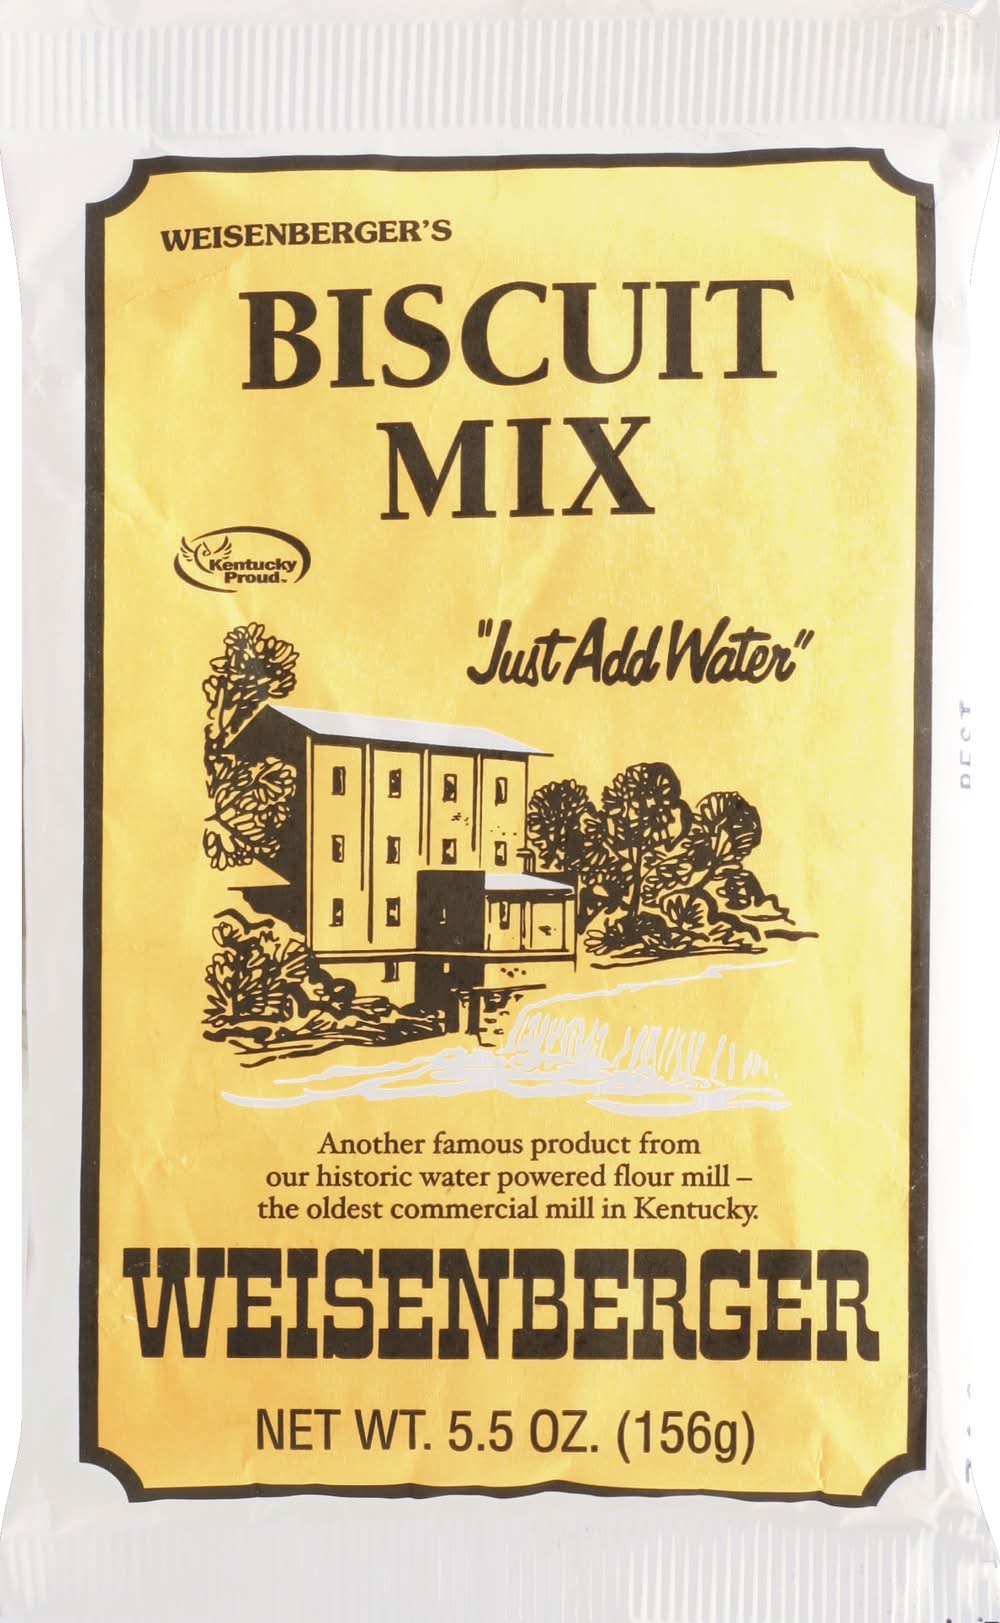 WEISENBERGER'S
BISCUIT
MIX
Kentucky
Proud™
"Just Add Water"
Another famous product from
our historic water powered flour mill –
the oldest commercial mill in Kentucky.
WEISENBERGER
NET WT. 5.5 OZ. (156g)